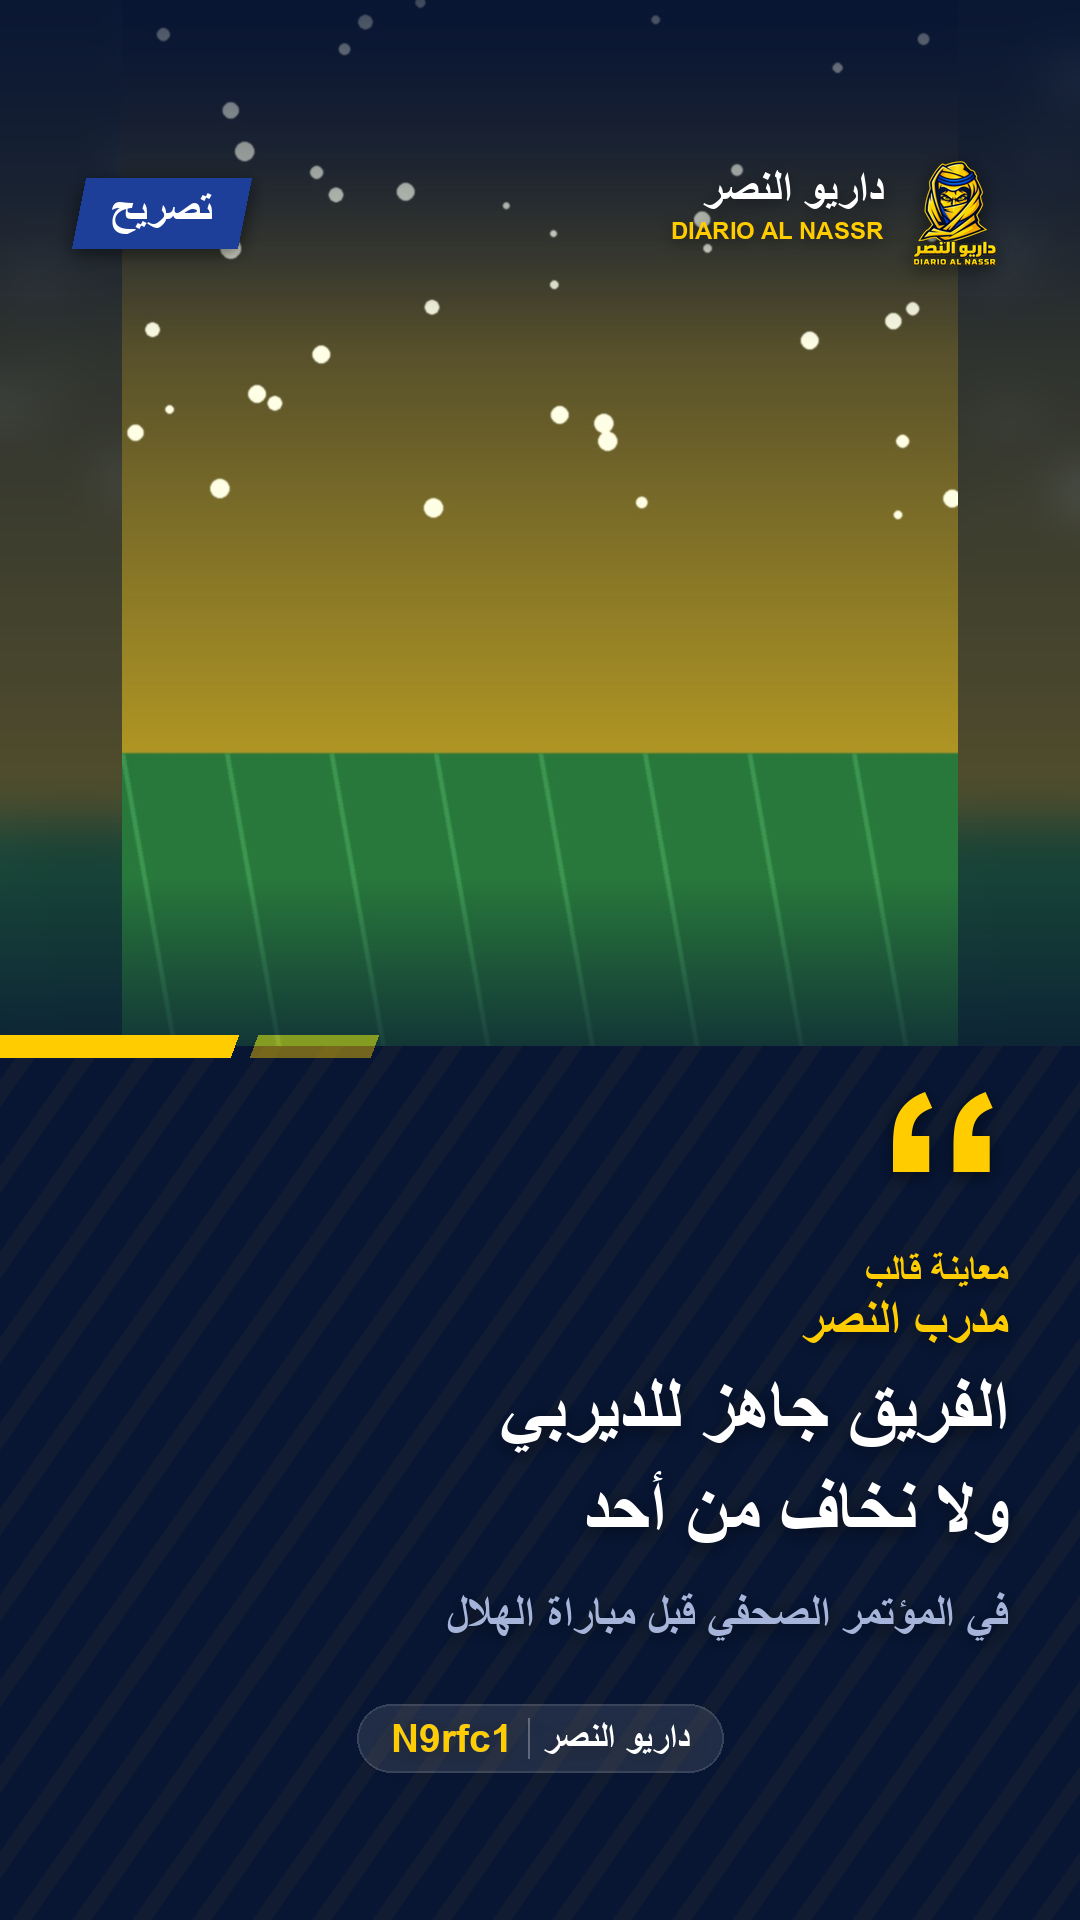 داريو النصر
DIARIO AL NASSR
داريو النصر
DIARIO AL NASSR
تصريح
معاينة قالب
مدرب النصر
الفريق جاهز للديربي
ولا نخاف من أحد
في المؤتمر الصحفي قبل مباراة الهلال
داريو النصر N9rfc1